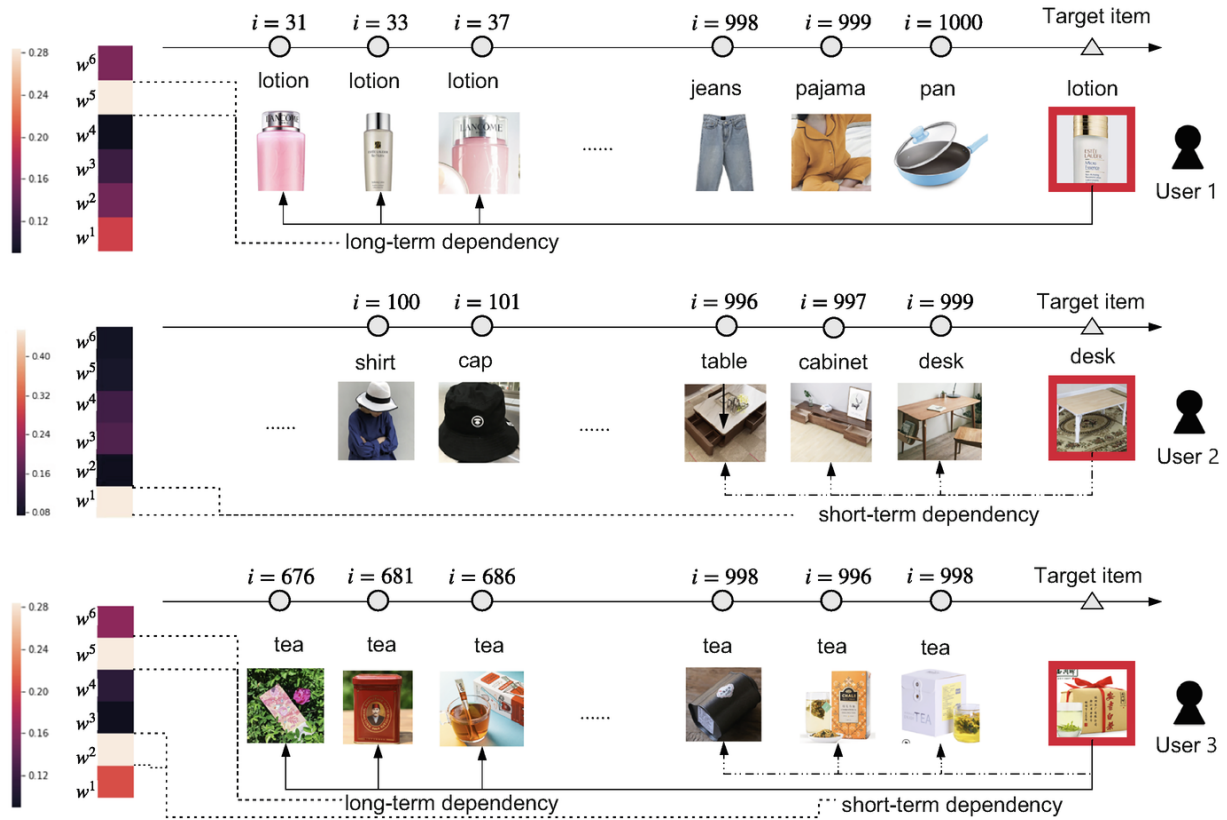 i = 31 i = 33 i = 37 i = 998 i = 999 i = 1000 Target item
lotion lotion lotion jeans pajama pan lotion
0.28
0.24
0.20
0.16
0.12
w⁶
w⁵
w⁴
w³
w²
w¹
LANCOME LANCOME
......
User 1
long-term dependency
i = 100 i = 101 i = 996 i = 997 i = 999 Target item
shirt cap table cabinet desk desk
0.40
0.32
0.24
0.16
0.08
w⁶
w⁵
w⁴
w³
w²
w¹
...... ......
User 2
short-term dependency
i = 676 i = 681 i = 686 i = 998 i = 996 i = 998 Target item
tea tea tea tea tea tea
0.28
0.24
0.20
0.16
0.12
w⁶
w⁵
w⁴
w³
w²
w¹
......
TEA
User 3
long-term dependency short-term dependency